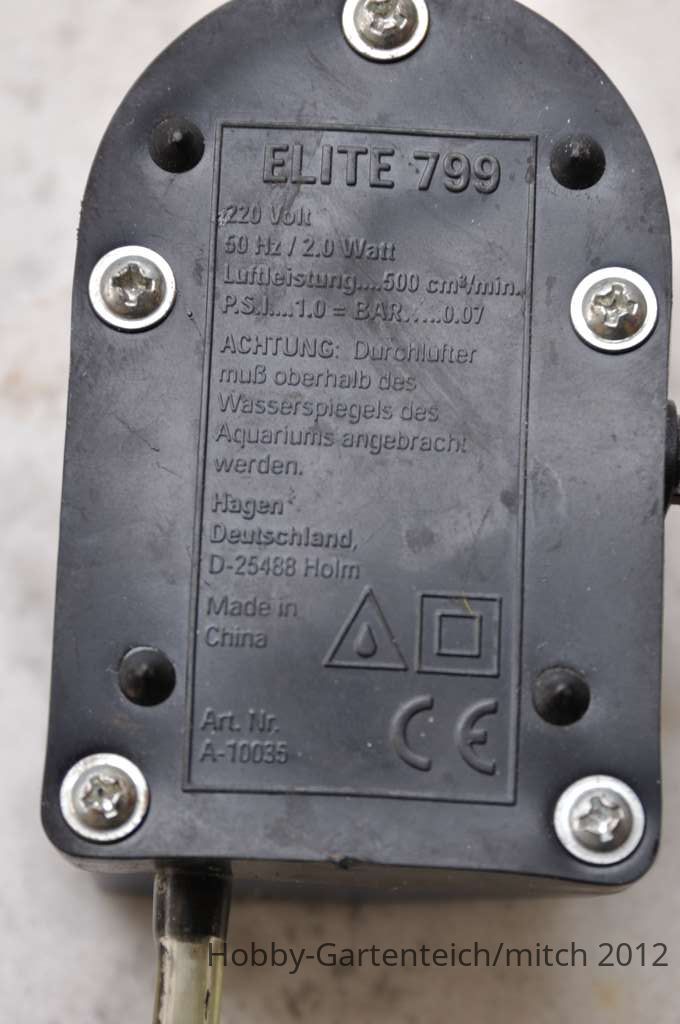 ELITE 799
220 Volt
50 Hz / 2.0 Watt
Luftleistung....500 cm³/min.
P.S.I....1.0 = BAR.....0.07
ACHTUNG: Durchlüfter
muß oberhalb des
Wasserspiegels des
Aquariums angebracht
werden.
Hagen
Deutschland,
D-25488 Holm
Made in
China
CE
Art. Nr.
A-10035
Hobby-Gartenteich/mitch 2012